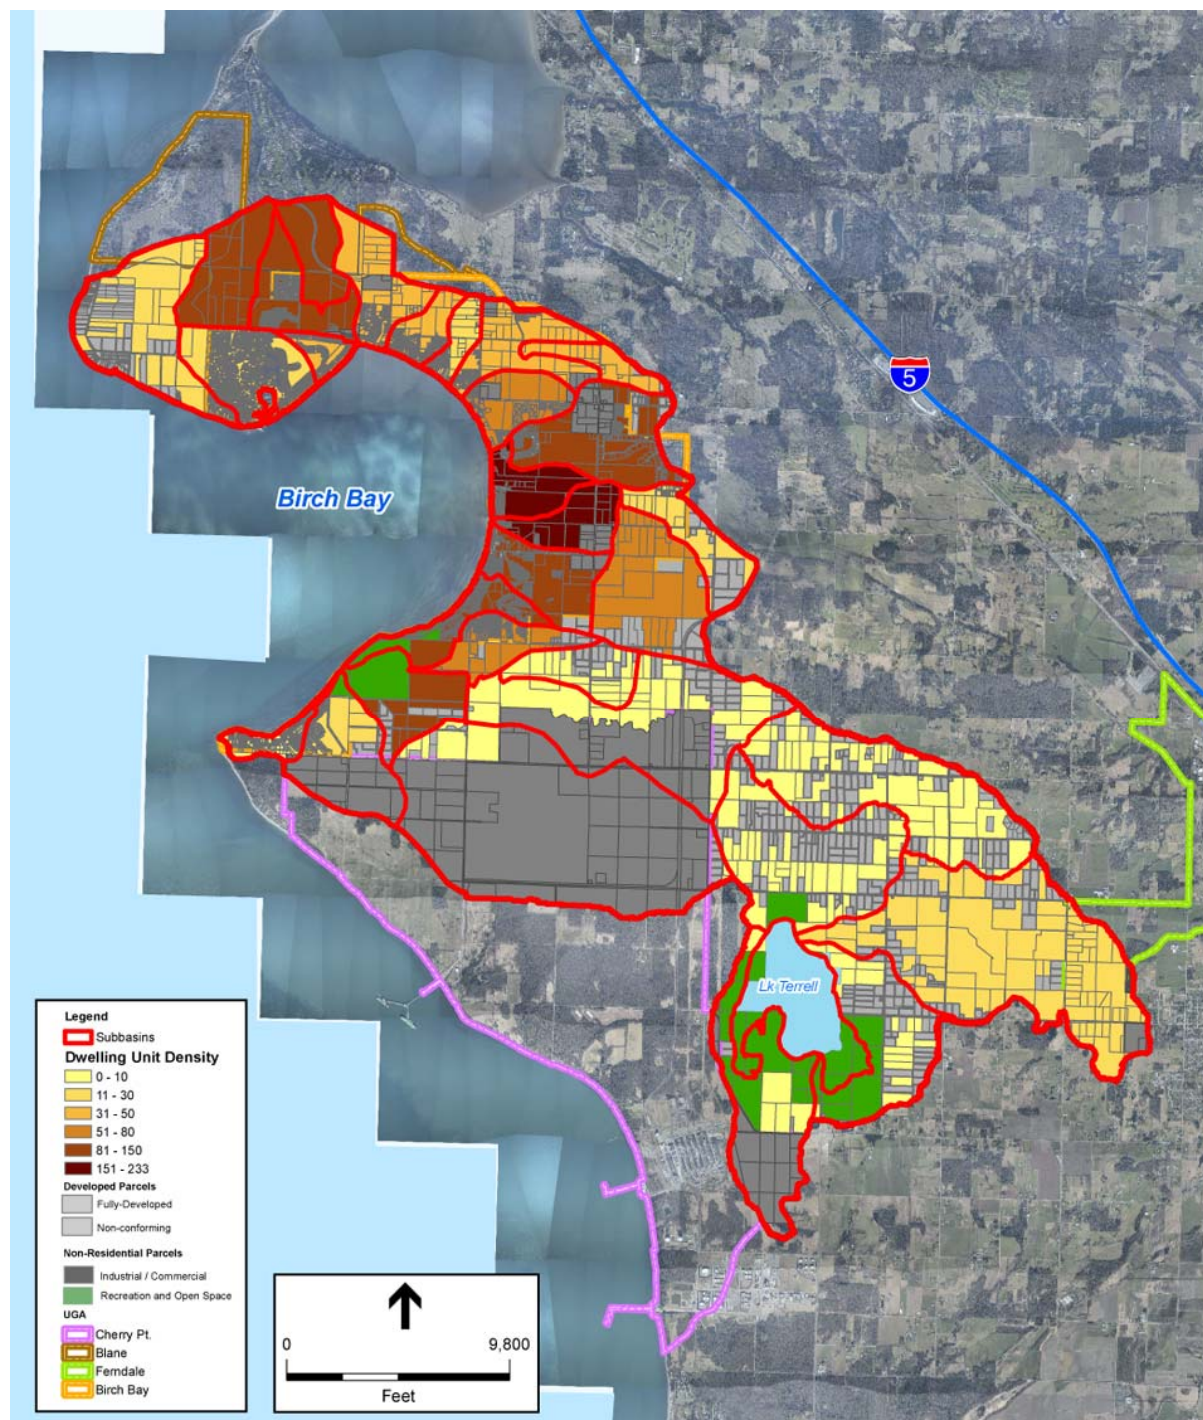 5
Birch Bay
Lk Terrell
Legend
Subbasins
Dwelling Unit Density
0 - 10
11 - 30
31 - 50
51 - 80
81 - 150
151 - 233
Developed Parcels
Fully-Developed
Non-conforming
Non-Residential Parcels
Industrial / Commercial
Recreation and Open Space
UGA
Cherry Pt.
Blane
Ferndale
Birch Bay
0 9,800
Feet